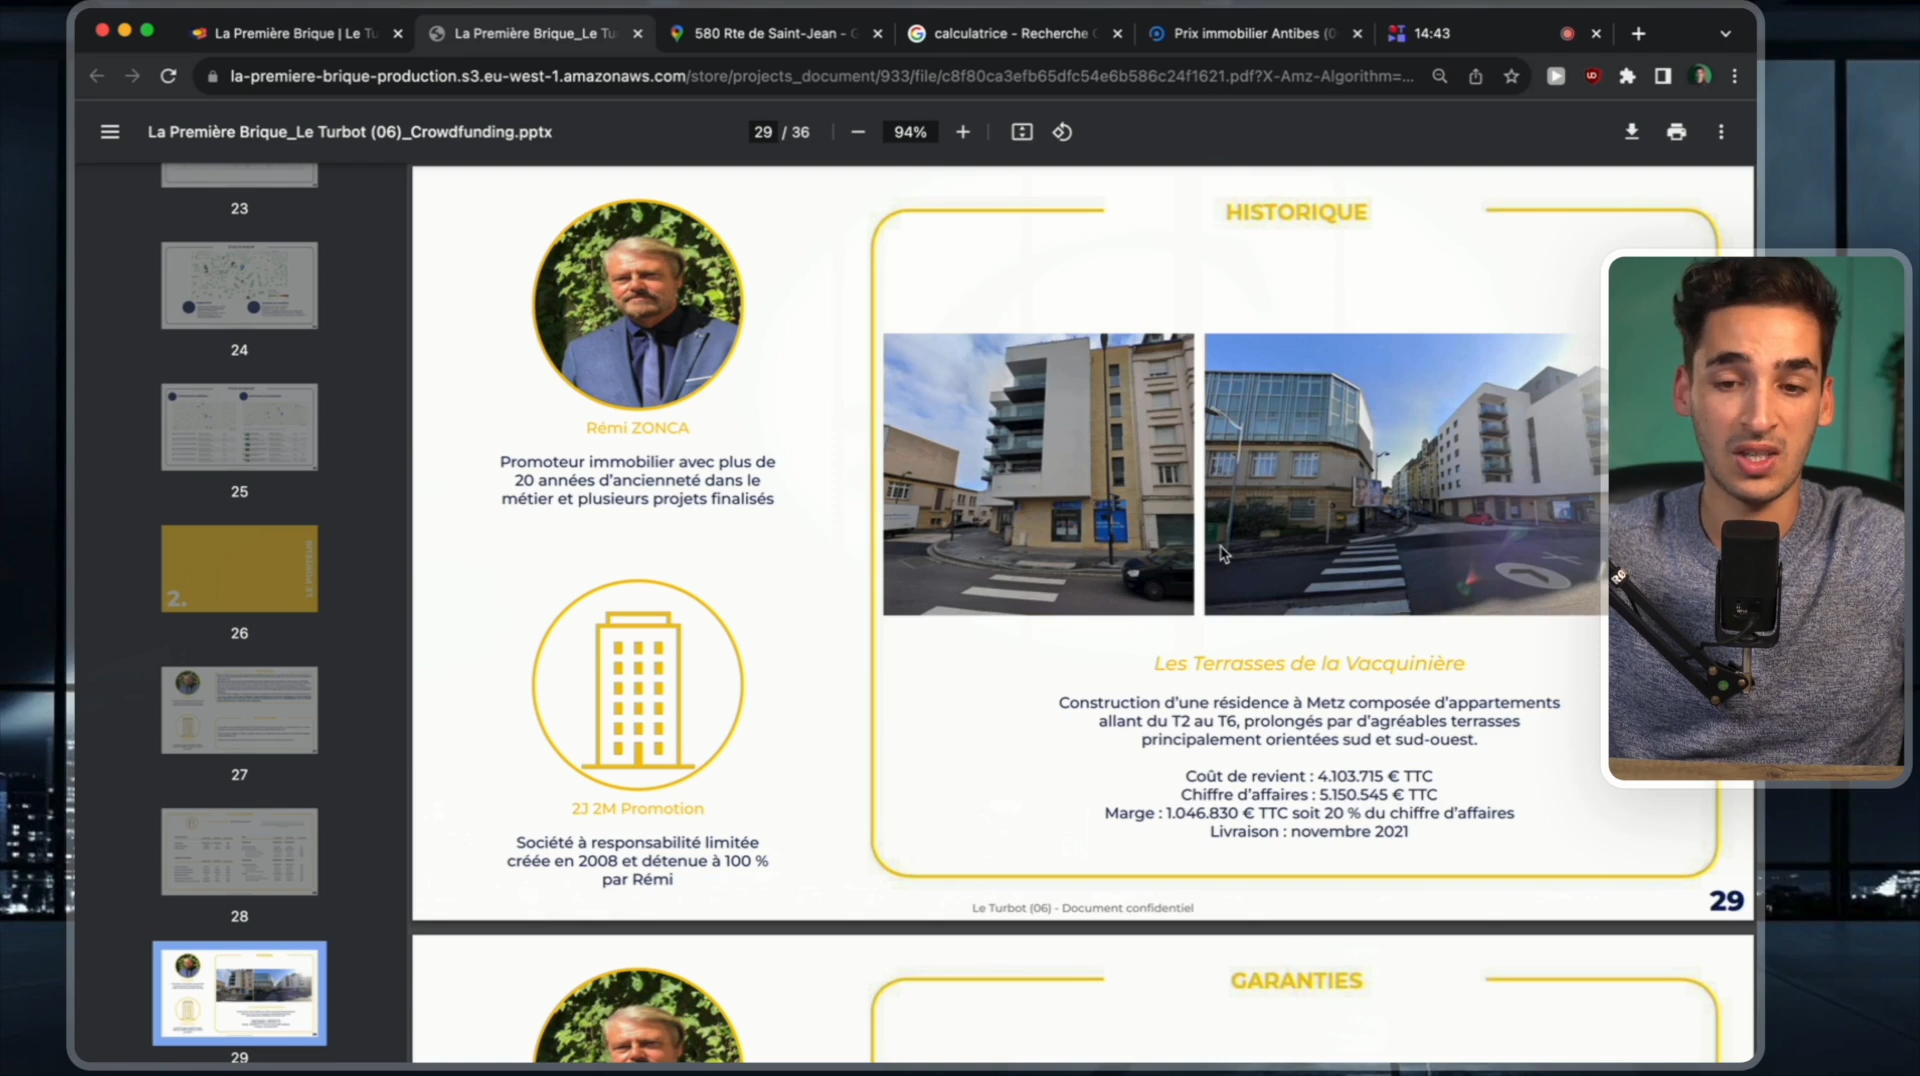 La Première Brique | Le Tu
La Première Brique_Le Tu
580 Rte de Saint-Jean - G
calculatrice - Recherche G
Prix immobilier Antibes (0
14:43
la-premiere-brique-production.s3.eu-west-1.amazonaws.com/store/projects_document/933/file/c8f80ca3efb65dfc54e6b586c24f1621.pdf?X-Amz-Algorithm=...
La Première Brique_Le Turbot (06)_Crowdfunding.pptx
29 / 36
94%
23
24
25
2.
26
27
28
29
HISTORIQUE
Rémi ZONCA
Promoteur immobilier avec plus de
20 années d'ancienneté dans le
métier et plusieurs projets finalisés
2J 2M Promotion
Société à responsabilité limitée
créée en 2008 et détenue à 100 %
par Rémi
Les Terrasses de la Vacquinière
Construction d'une résidence à Metz composée d'appartements
allant du T2 au T6, prolongés par d'agréables terrasses
principalement orientées sud et sud-ouest.
Coût de revient : 4.103.715 € TTC
Chiffre d'affaires : 5.150.545 € TTC
Marge : 1.046.830 € TTC soit 20 % du chiffre d'affaires
Livraison : novembre 2021
Le Turbot (06) - Document confidentiel
29
GARANTIES